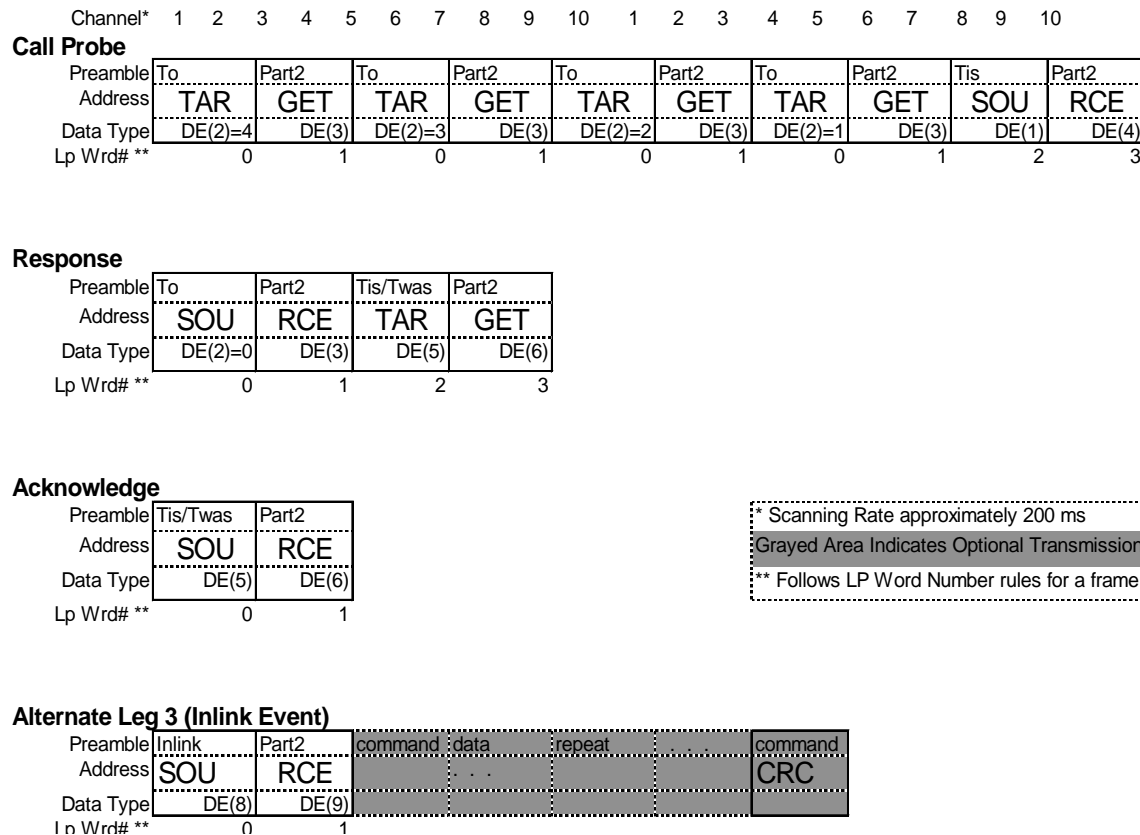 Channel* 1 2 3 4 5 6 7 8 9 10 1 2 3 4 5 6 7 8 9 10
Call Probe
Preamble To Part2 To Part2 To Part2 To Part2 Tis Part2
Address TAR GET TAR GET TAR GET TAR GET SOU RCE
Data Type DE(2)=4 DE(3) DE(2)=3 DE(3) DE(2)=2 DE(3) DE(2)=1 DE(3) DE(1) DE(4)
Lp Wrd# ** 0 1 0 1 0 1 0 1 2 3
Response
Preamble To Part2 Tis/Twas Part2
Address SOU RCE TAR GET
Data Type DE(2)=0 DE(3) DE(5) DE(6)
Lp Wrd# ** 0 1 2 3
Acknowledge
Preamble Tis/Twas Part2
Address SOU RCE
Data Type DE(5) DE(6)
Lp Wrd# ** 0 1
* Scanning Rate approximately 200 ms
Grayed Area Indicates Optional Transmission
** Follows LP Word Number rules for a frame
Alternate Leg 3 (Inlink Event)
Preamble Inlink Part2 command data repeat . . . command
Address SOU RCE . . . CRC
Data Type DE(8) DE(9)
Lp Wrd# ** 0 1